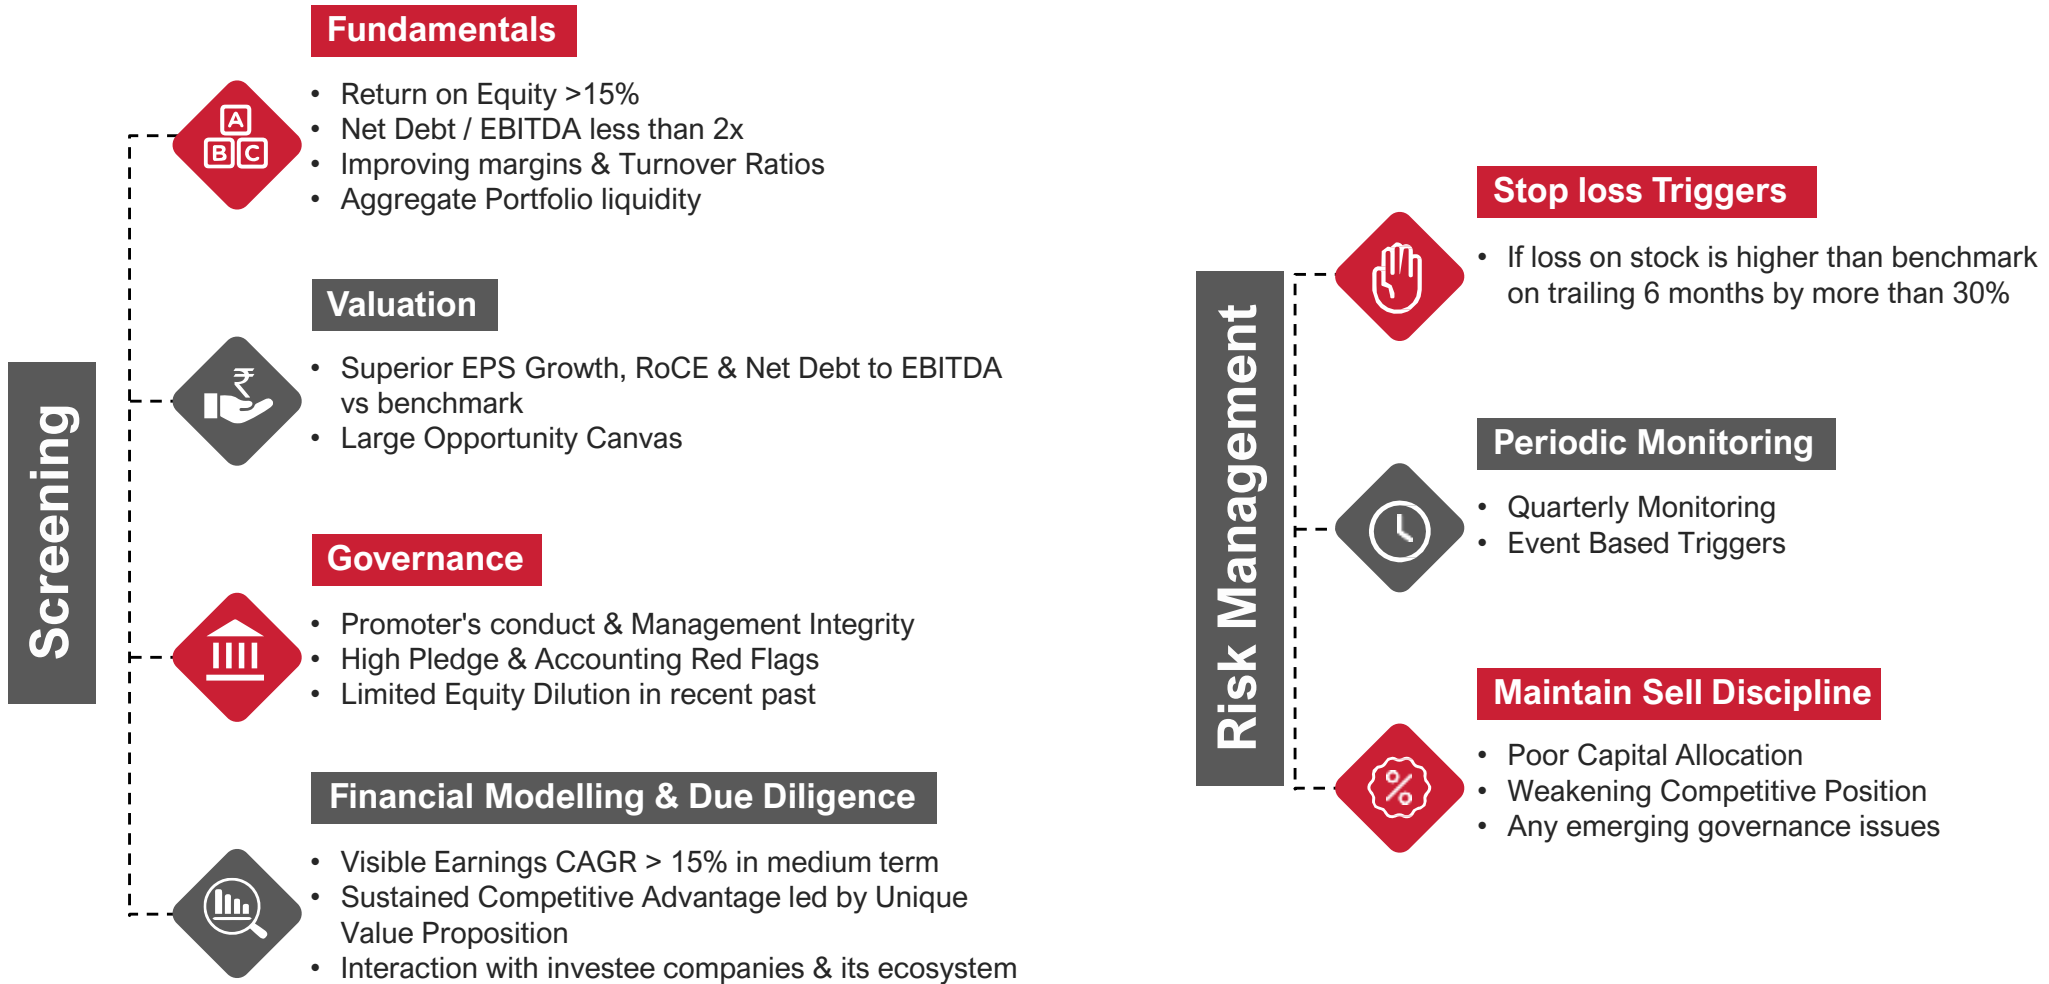 Screening
Fundamentals
A
B C
• Return on Equity >15%
• Net Debt / EBITDA less than 2x
• Improving margins & Turnover Ratios
• Aggregate Portfolio liquidity
Valuation
₹
• Superior EPS Growth, RoCE & Net Debt to EBITDA
vs benchmark
• Large Opportunity Canvas
Governance
• Promoter's conduct & Management Integrity
• High Pledge & Accounting Red Flags
• Limited Equity Dilution in recent past
Financial Modelling & Due Diligence
• Visible Earnings CAGR > 15% in medium term
• Sustained Competitive Advantage led by Unique
Value Proposition
• Interaction with investee companies & its ecosystem
Risk Management
Stop loss Triggers
• If loss on stock is higher than benchmark
on trailing 6 months by more than 30%
Periodic Monitoring
• Quarterly Monitoring
• Event Based Triggers
Maintain Sell Discipline
%
• Poor Capital Allocation
• Weakening Competitive Position
• Any emerging governance issues